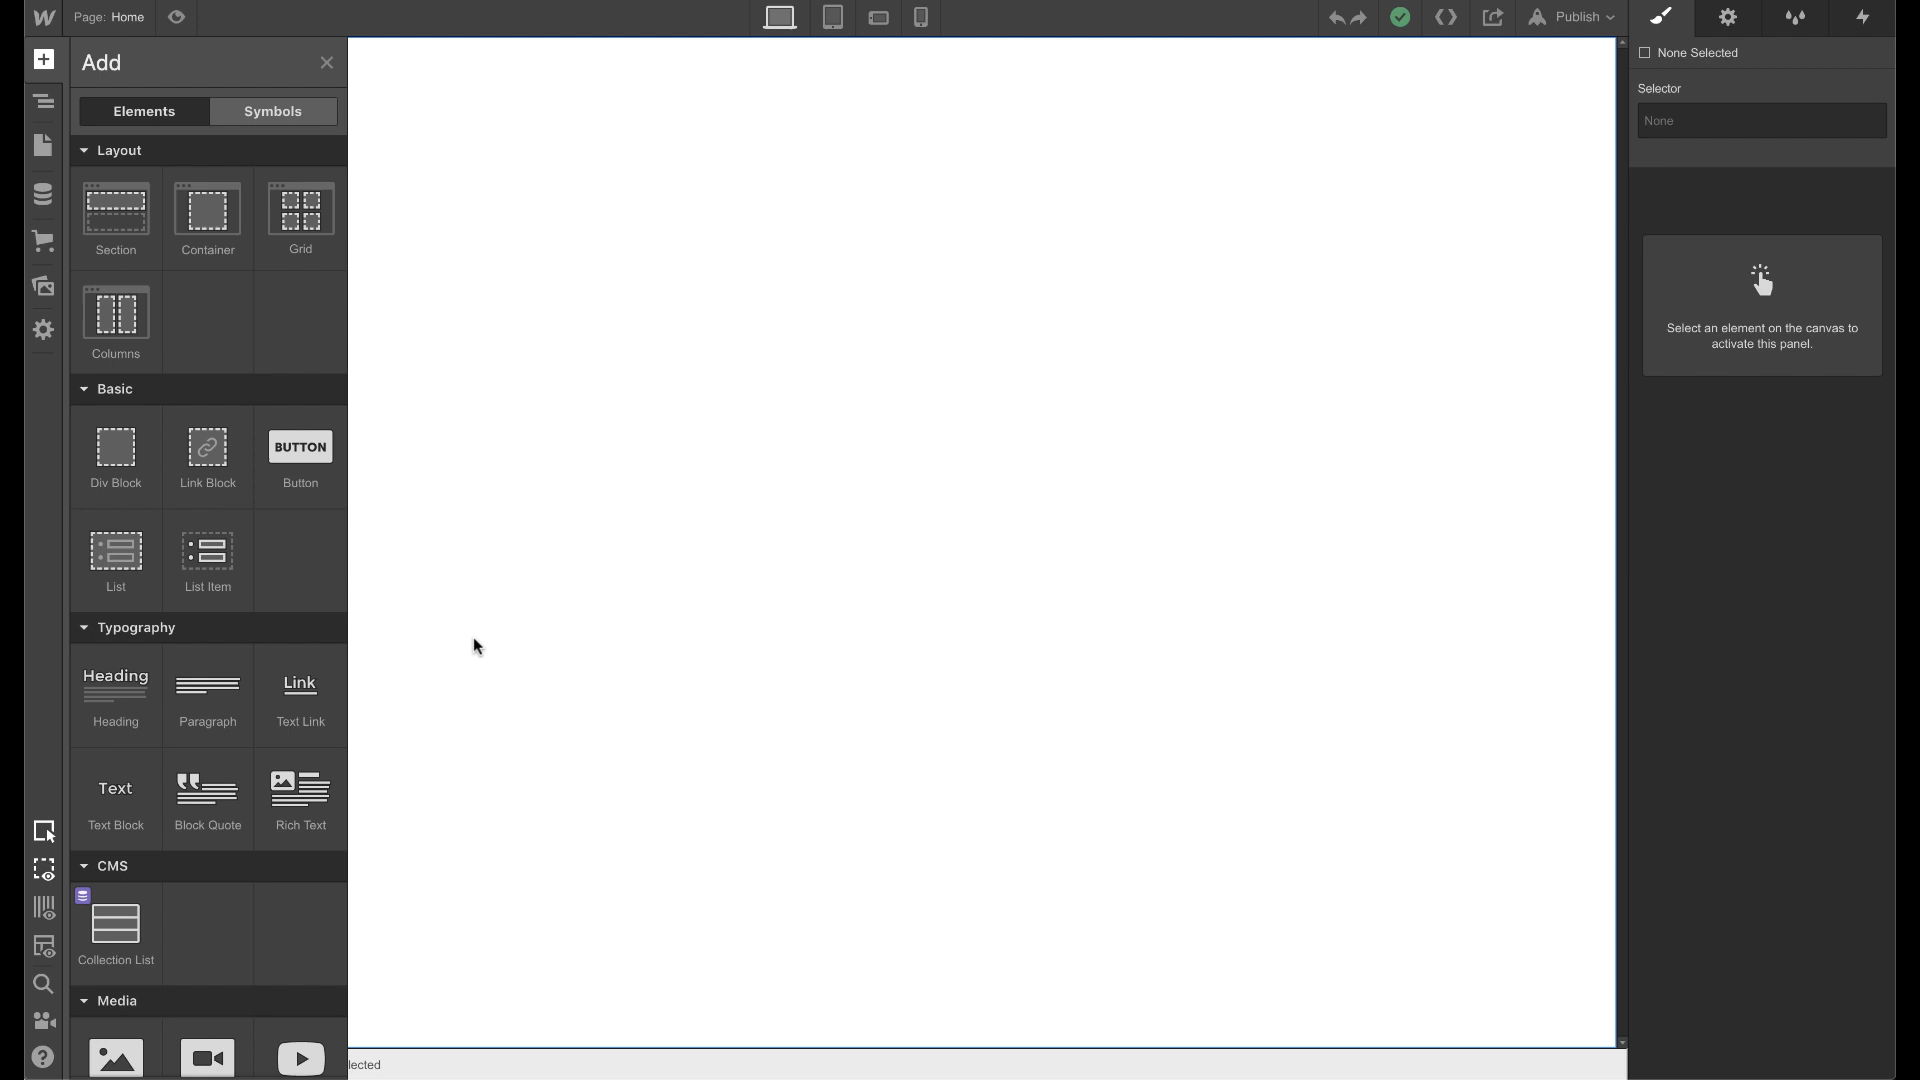 Page: Home
Publish
Add
None Selected
Selector
None
Elements
Symbols
Layout
Section
Container
Grid
Columns
Select an element on the canvas to
activate this panel.
Basic
BUTTON
Div Block
Link Block
Button
List
List Item
Typography
Heading
Link
Heading
Paragraph
Text Link
Text
Text Block
Block Quote
Rich Text
CMS
Collection List
Media
lected